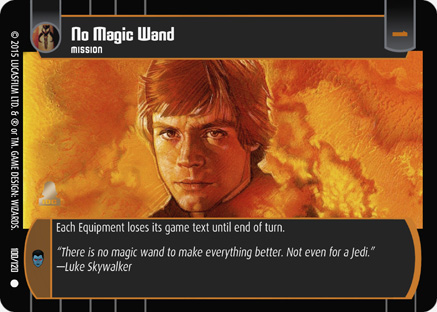 No Magic Wand
1
MISSION
Each Equipment loses its game text until end of turn.
"There is no magic wand to make everything better. Not even for a Jedi."
—Luke Skywalker
© 2015 LUCASFILM LTD. & ® or TM. GAME DESIGN: WIZARDS.
100/120